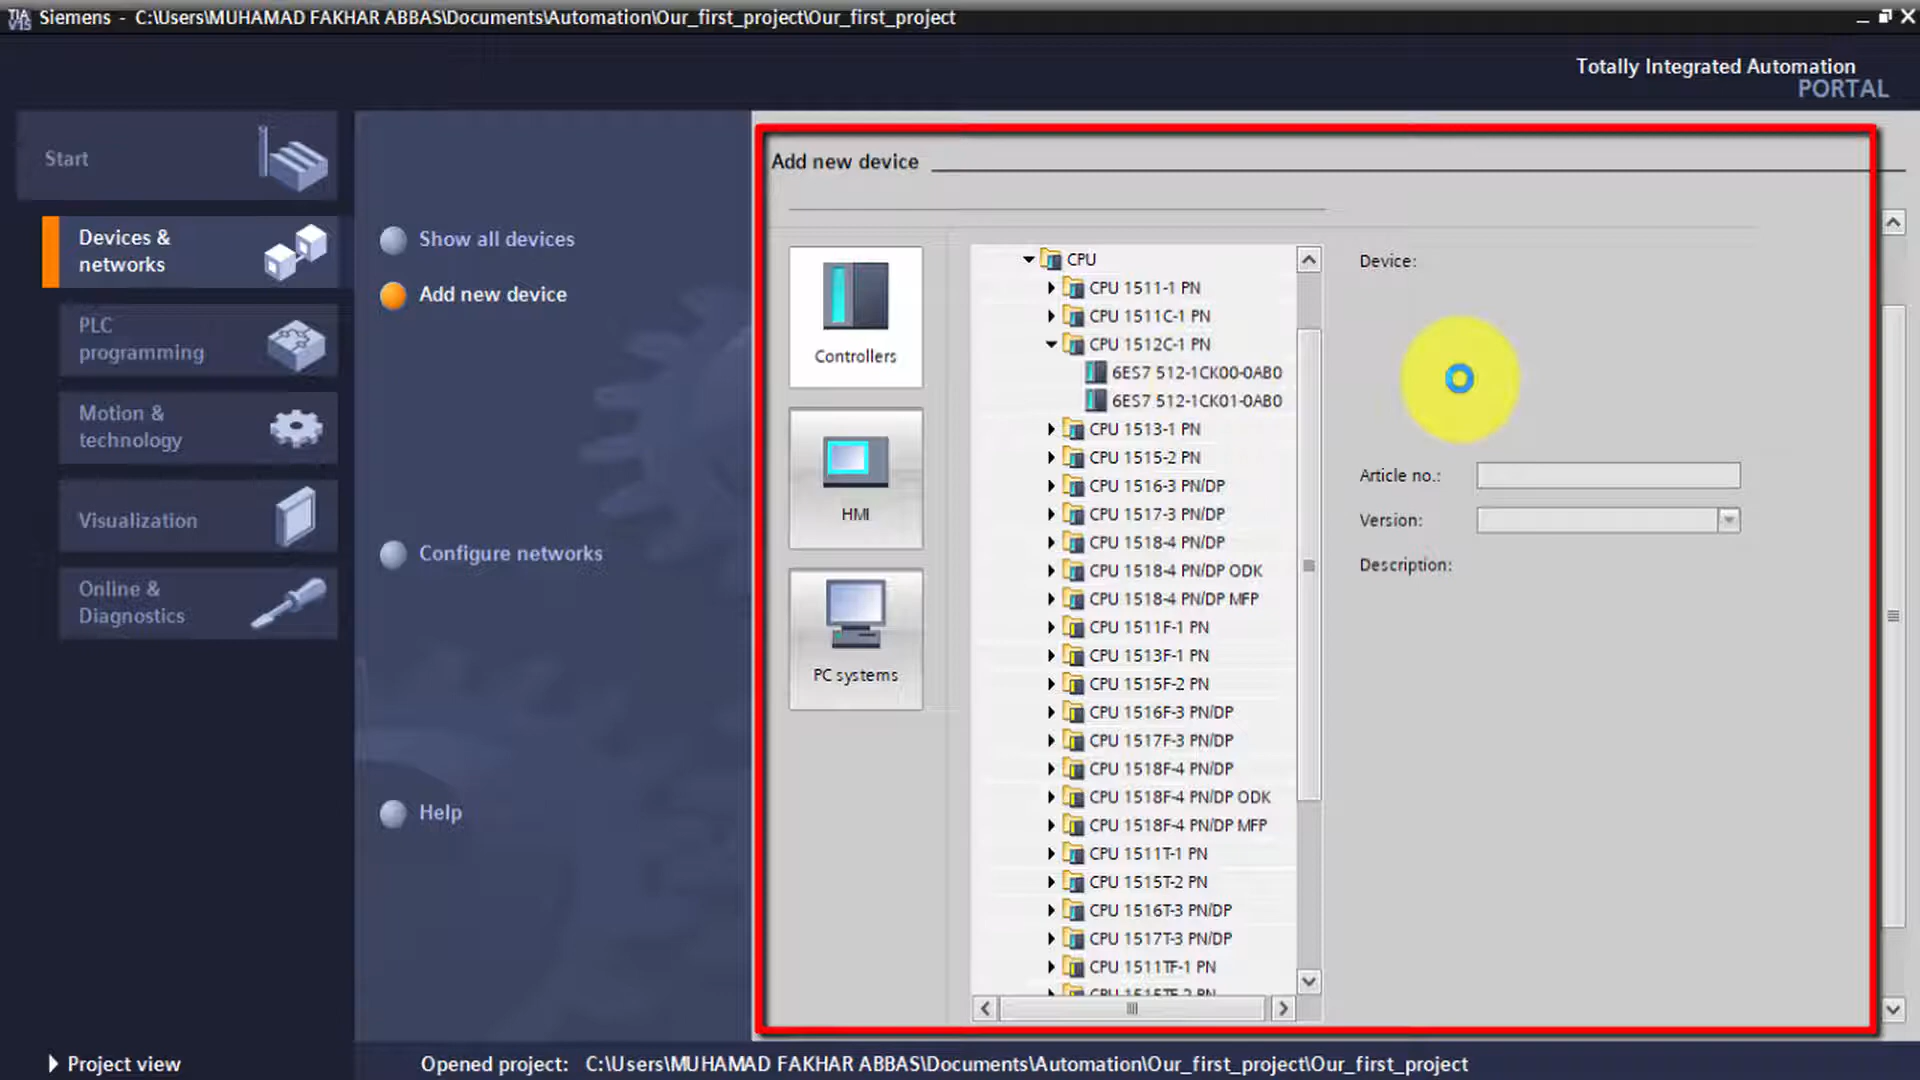 TIA
V15
Siemens - C:\Users\MUHAMAD FAKHAR ABBAS\Documents\Automation\Our_first_project\Our_first_project
Totally Integrated Automation
PORTAL
Start
Devices &
networks
PLC
programming
Motion &
technology
Visualization
Online &
Diagnostics
Show all devices
Add new device
Configure networks
Help
Add new device
Controllers
HMI
PC systems
CPU
CPU 1511-1 PN
CPU 1511C-1 PN
CPU 1512C-1 PN
6ES7 512-1CK00-0AB0
6ES7 512-1CK01-0AB0
CPU 1513-1 PN
CPU 1515-2 PN
CPU 1516-3 PN/DP
CPU 1517-3 PN/DP
CPU 1518-4 PN/DP
CPU 1518-4 PN/DP ODK
CPU 1518-4 PN/DP MFP
CPU 1511F-1 PN
CPU 1513F-1 PN
CPU 1515F-2 PN
CPU 1516F-3 PN/DP
CPU 1517F-3 PN/DP
CPU 1518F-4 PN/DP
CPU 1518F-4 PN/DP ODK
CPU 1518F-4 PN/DP MFP
CPU 1511T-1 PN
CPU 1515T-2 PN
CPU 1516T-3 PN/DP
CPU 1517T-3 PN/DP
CPU 1511TF-1 PN
CPU 1515TF-2 PN
Device:
Article no.:
Version:
Description:
Project view
Opened project: C:\Users\MUHAMAD FAKHAR ABBAS\Documents\Automation\Our_first_project\Our_first_project